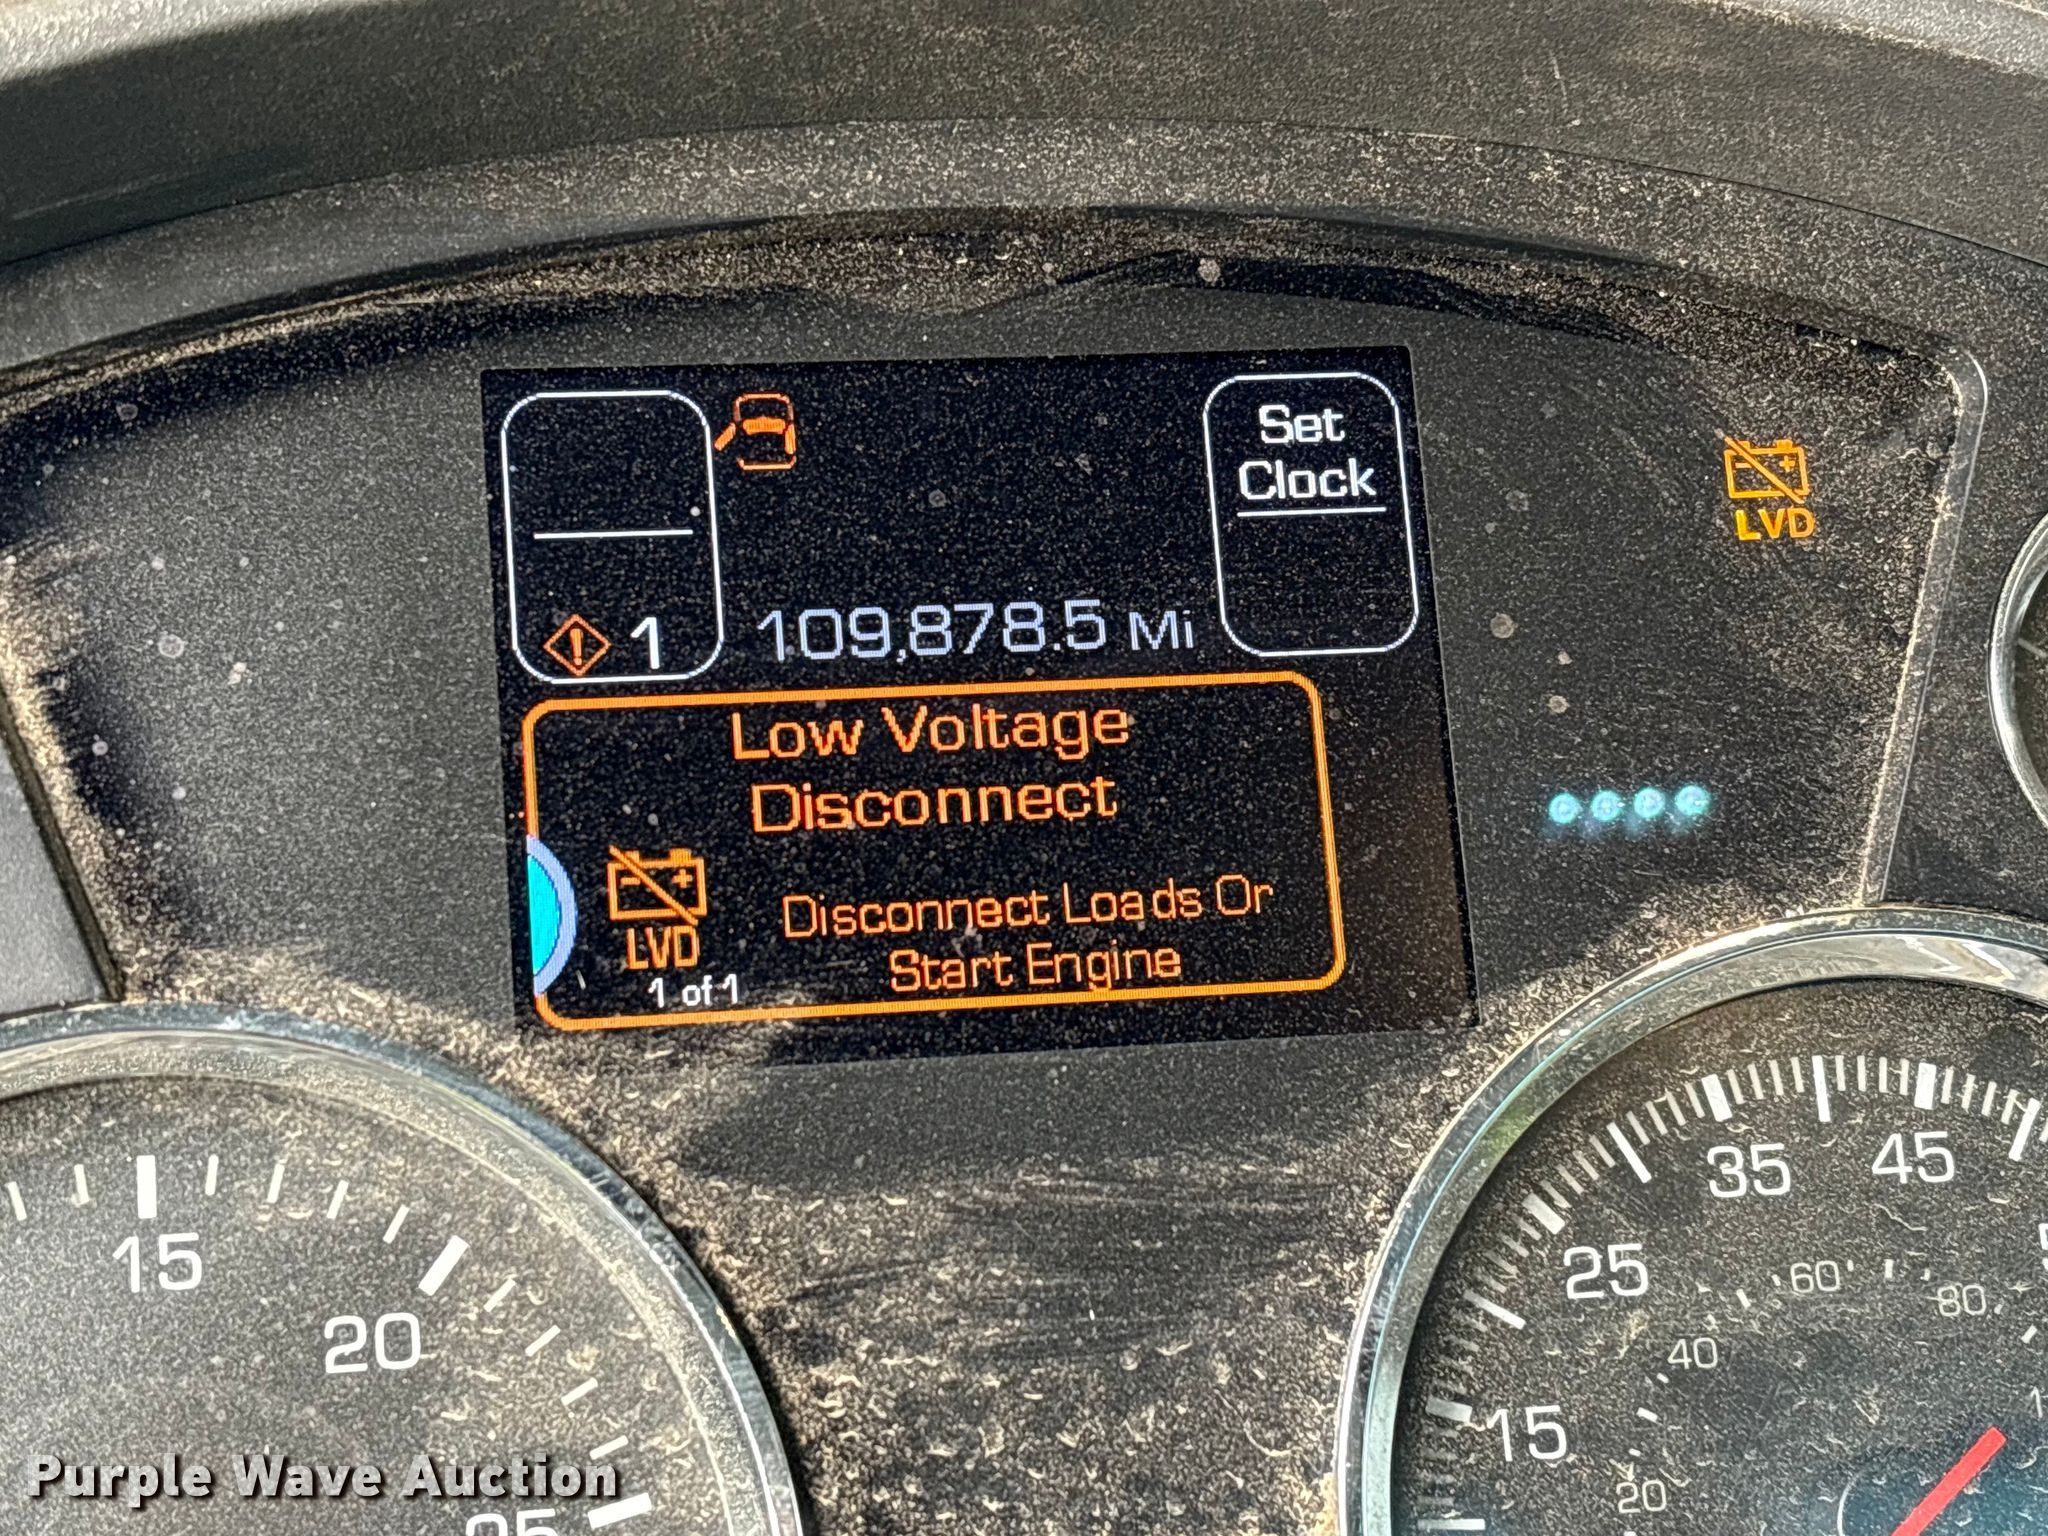 Set
Clock
LVD
1
109,878.5 Mi
Low Voltage
Disconnect
LVD
Disconnect Loads Or
Start Engine
1 of 1
15
20
25
15
25
35
45
20
40
60
80
Purple Wave Auction